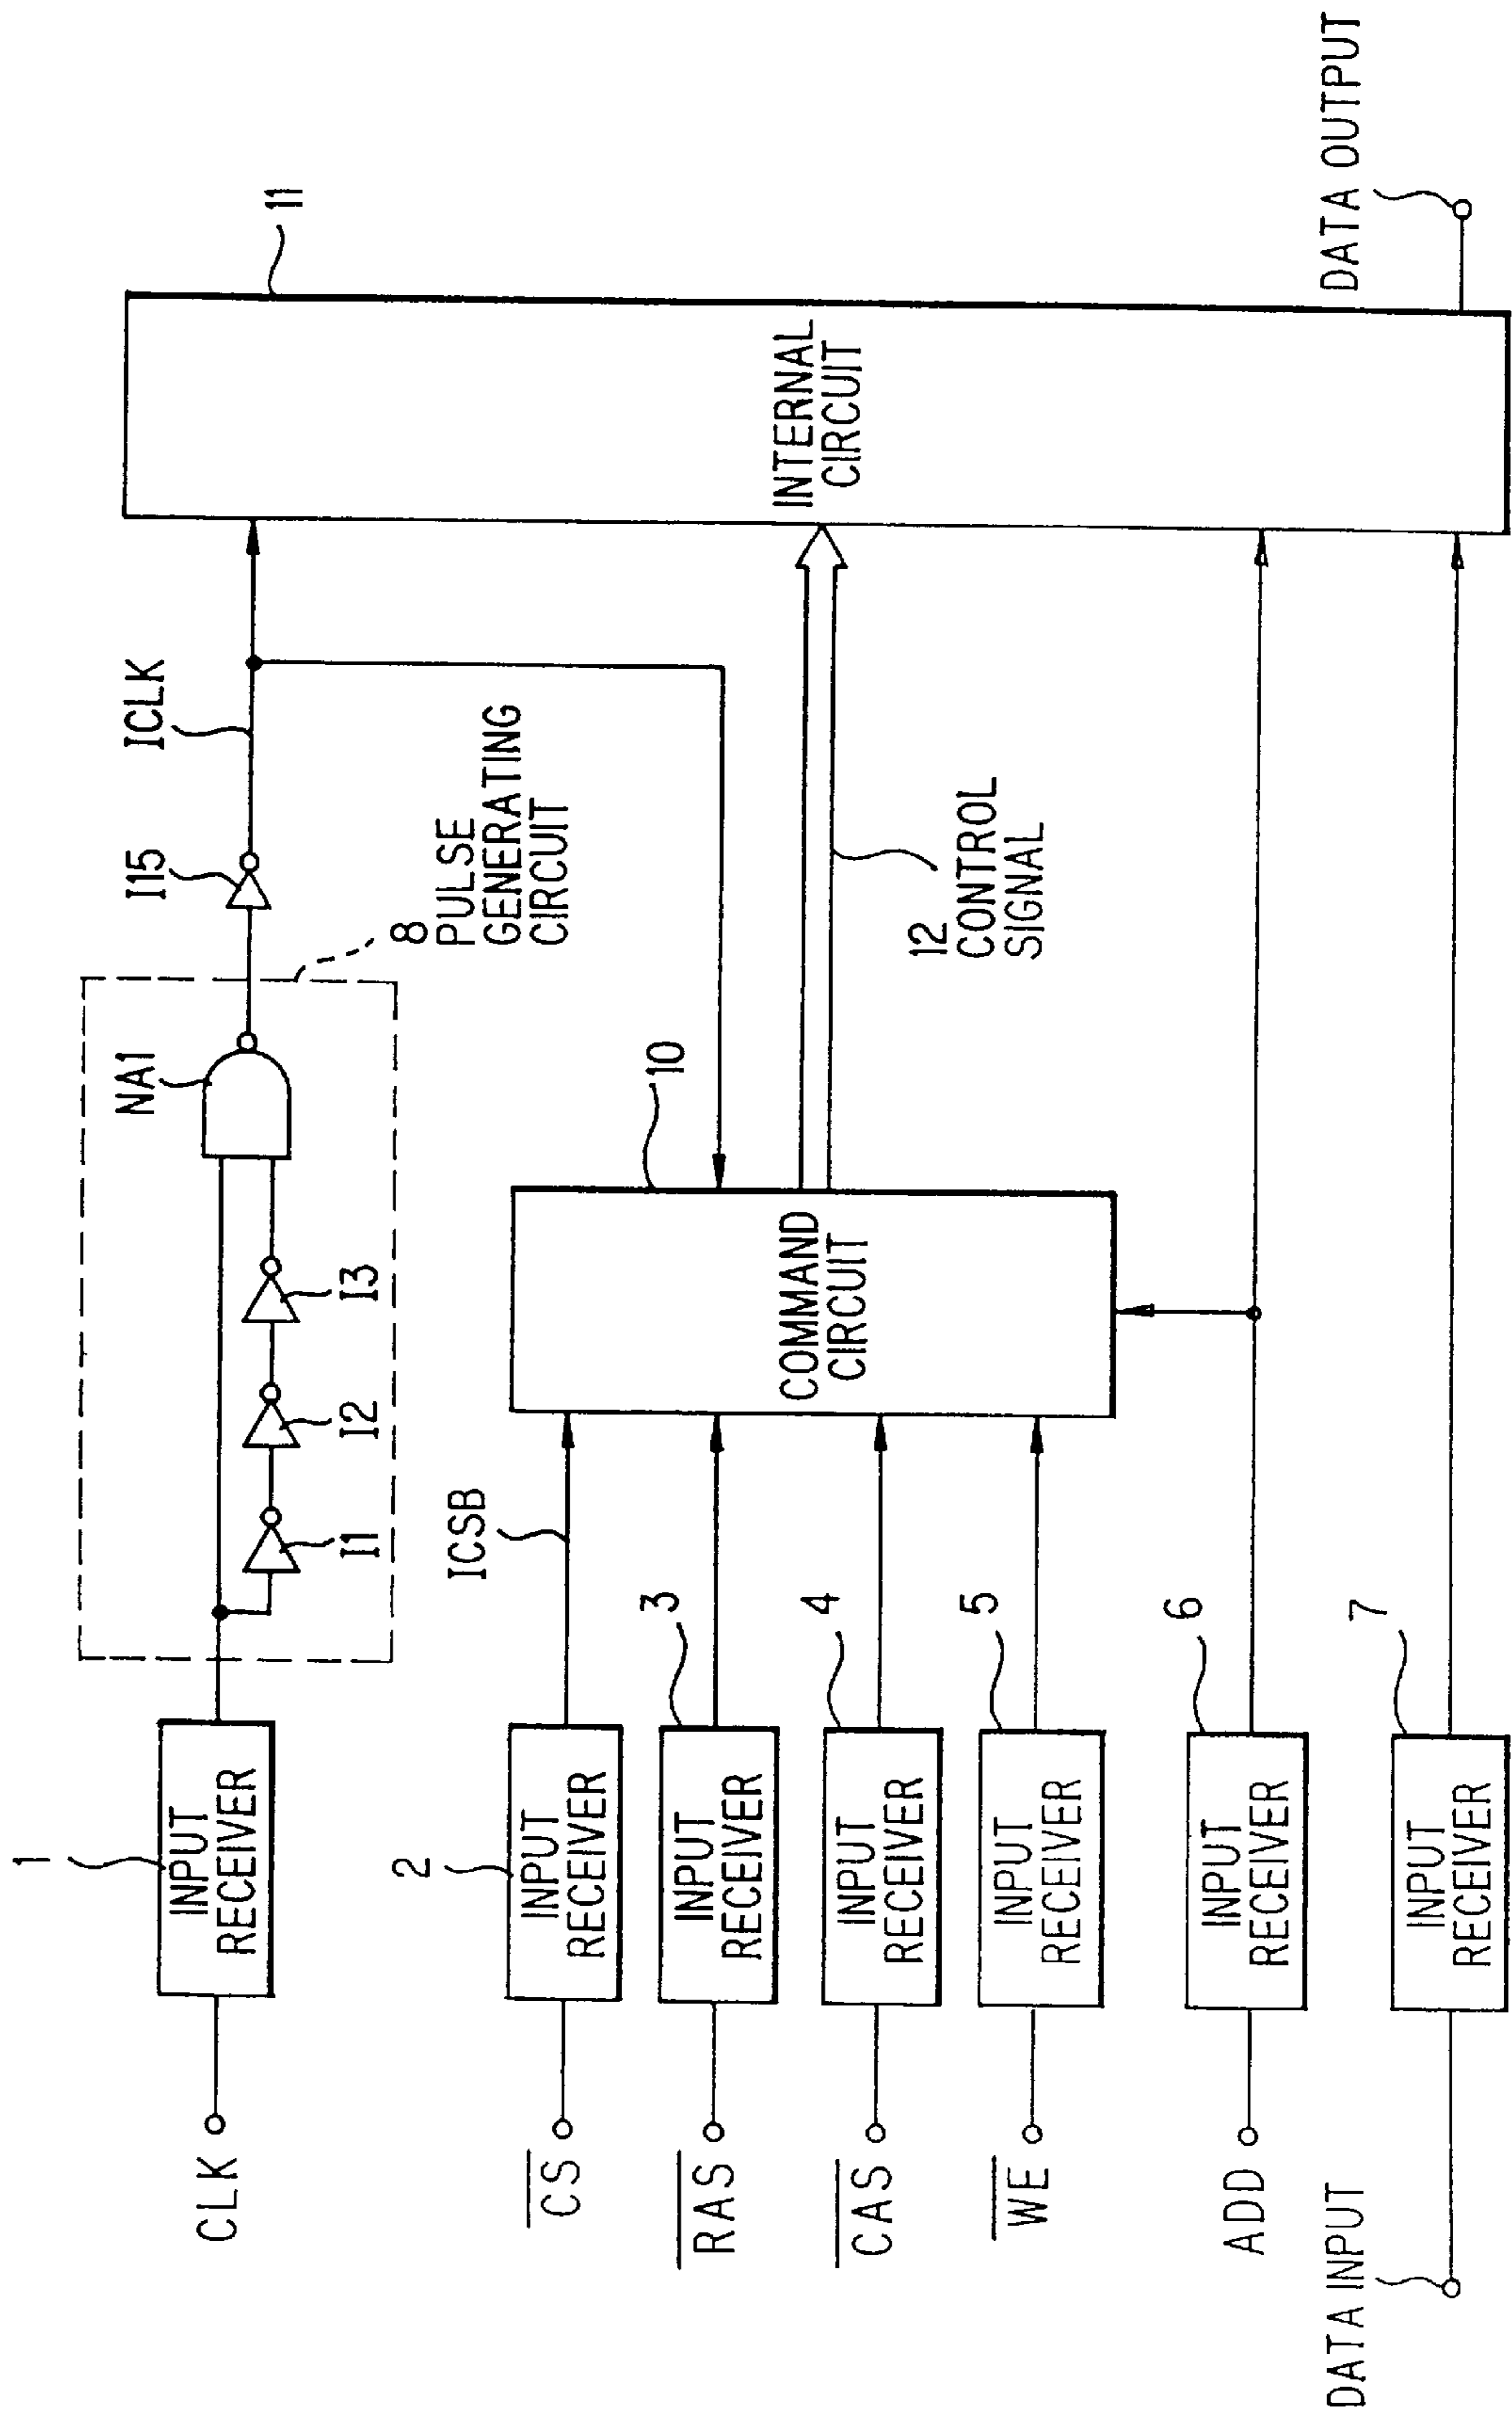 1
INPUT
RECEIVER
CLK
NA1
I1
I2
I3
I15
ICLK
8
PULSE
GENERATING
CIRCUIT
11
INTERNAL
CIRCUIT
2
INPUT
RECEIVER
CS
ICSB
3
INPUT
RECEIVER
RAS
4
INPUT
RECEIVER
CAS
5
INPUT
RECEIVER
WE
10
COMMAND
CIRCUIT
12
CONTROL
SIGNAL
6
INPUT
RECEIVER
ADD
7
INPUT
RECEIVER
DATA INPUT
DATA OUTPUT